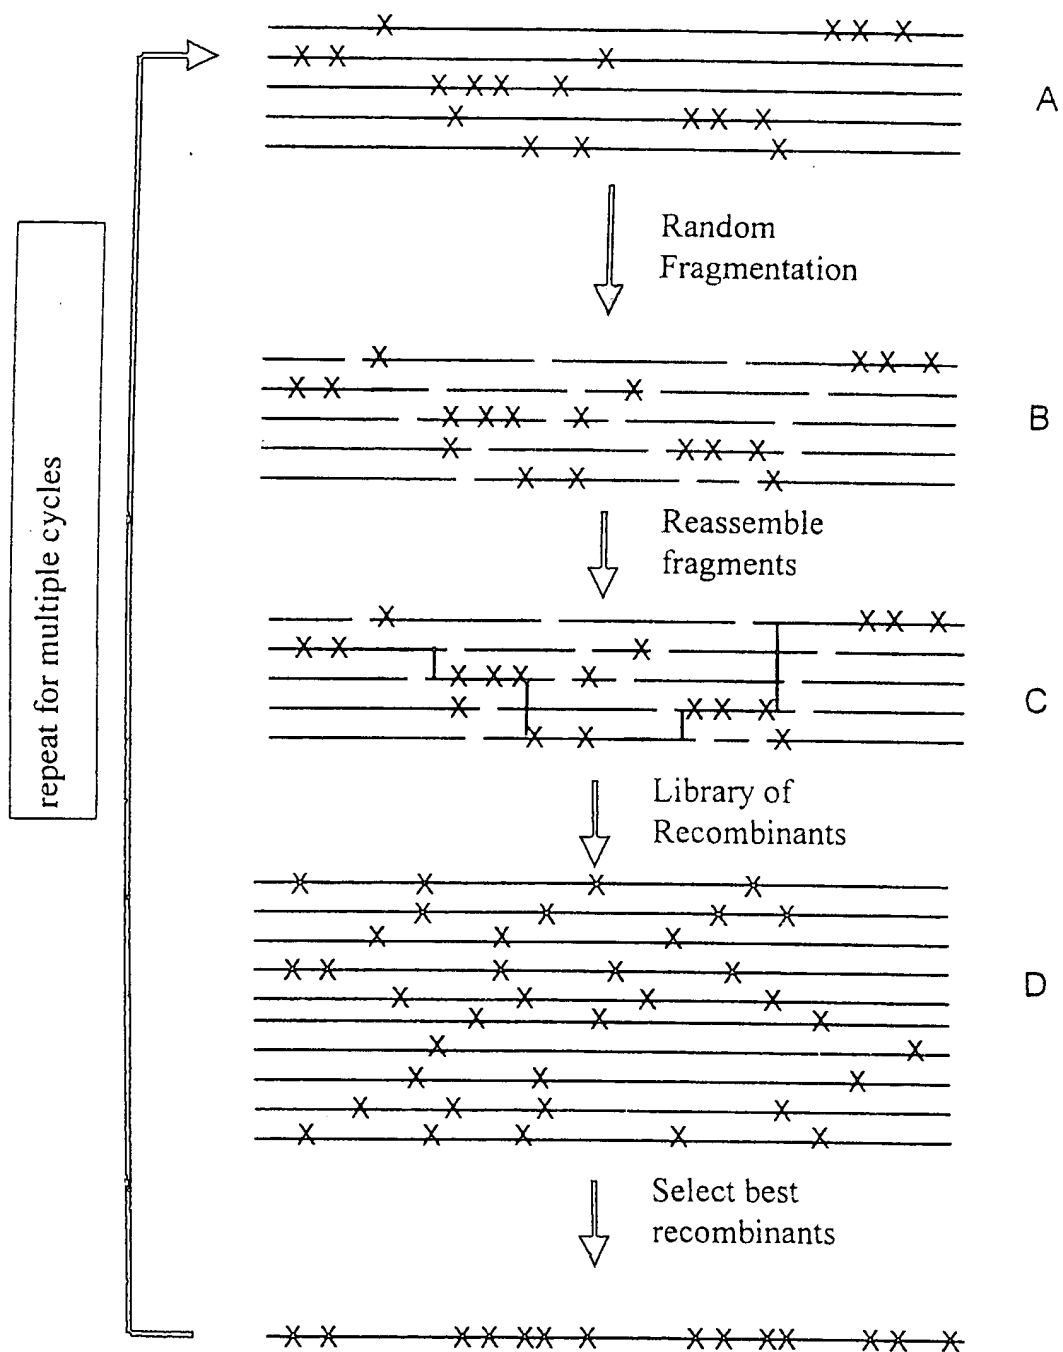 A
Random
Fragmentation
B
Reassemble
fragments
C
Library of
Recombinants
D
Select best
recombinants
repeat for multiple cycles